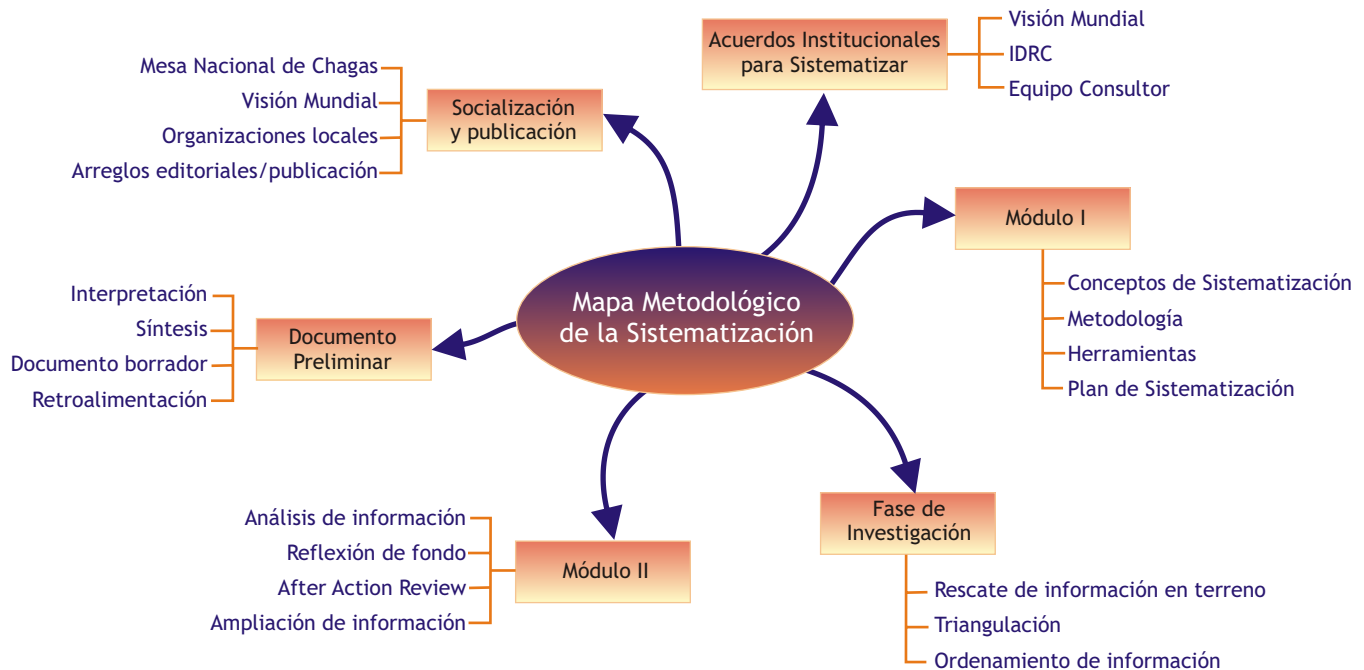 Mapa Metodológico
de la Sistematización
Acuerdos Institucionales
para Sistematizar
Visión Mundial
IDRC
Equipo Consultor
Módulo I
Conceptos de Sistematización
Metodología
Herramientas
Plan de Sistematización
Fase de
Investigación
Rescate de información en terreno
Triangulación
Ordenamiento de información
Módulo II
Análisis de información
Reflexión de fondo
After Action Review
Ampliación de información
Documento
Preliminar
Interpretación
Síntesis
Documento borrador
Retroalimentación
Socialización
y publicación
Mesa Nacional de Chagas
Visión Mundial
Organizaciones locales
Arreglos editoriales/publicación